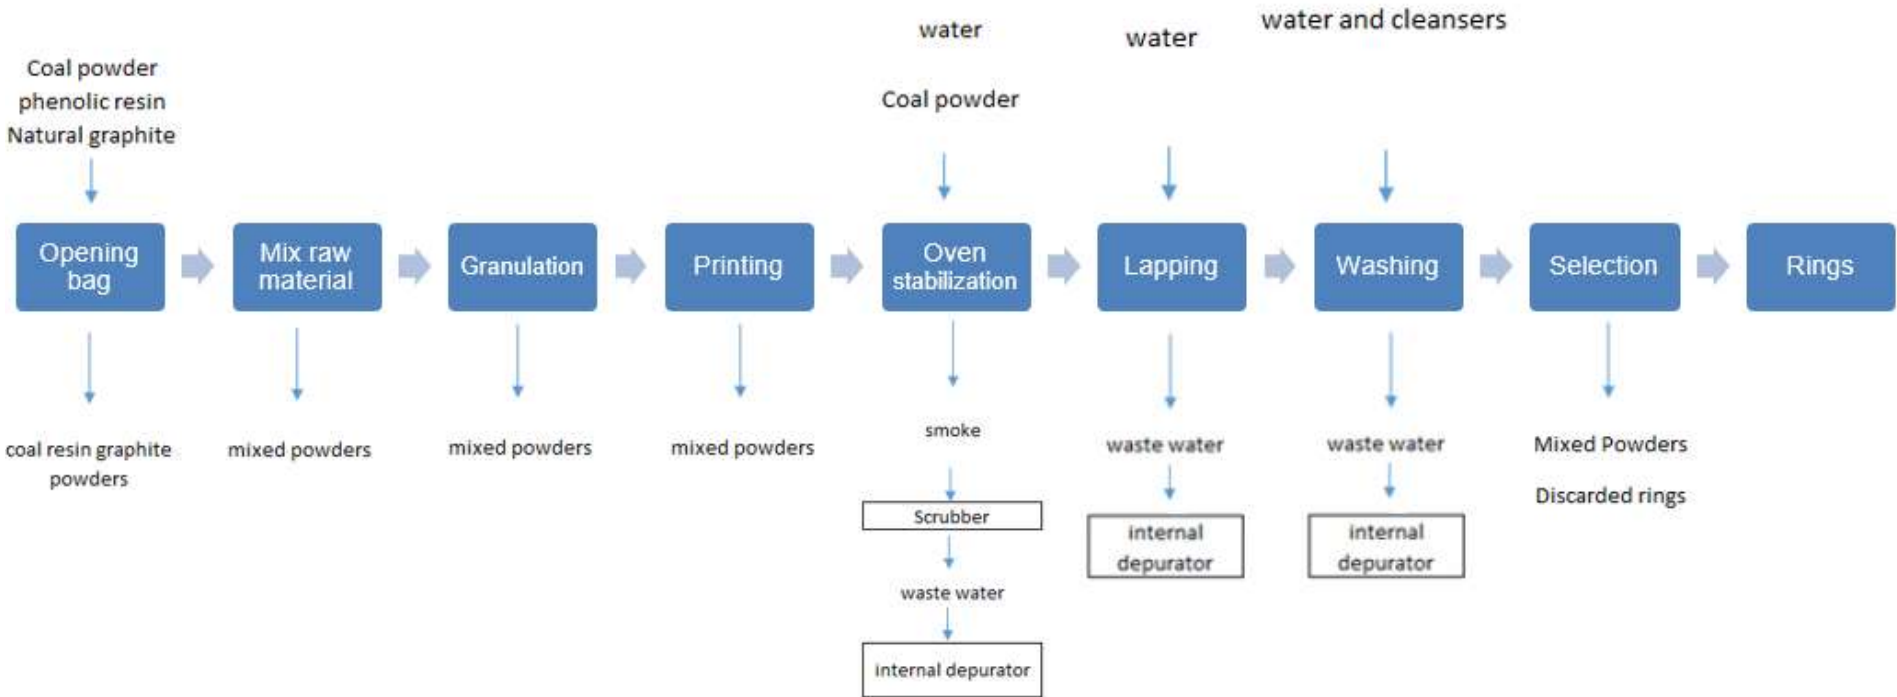 water
water
water and cleansers
Coal powder
phenolic resin
Natural graphite
Coal powder
Opening
bag
Mix raw
material
Granulation
Printing
Oven
stabilization
Lapping
Washing
Selection
Rings
coal resin graphite
powders
mixed powders
mixed powders
mixed powders
smoke
Scrubber
waste water
internal depurator
waste water
internal
depurator
waste water
internal
depurator
Mixed Powders
Discarded rings